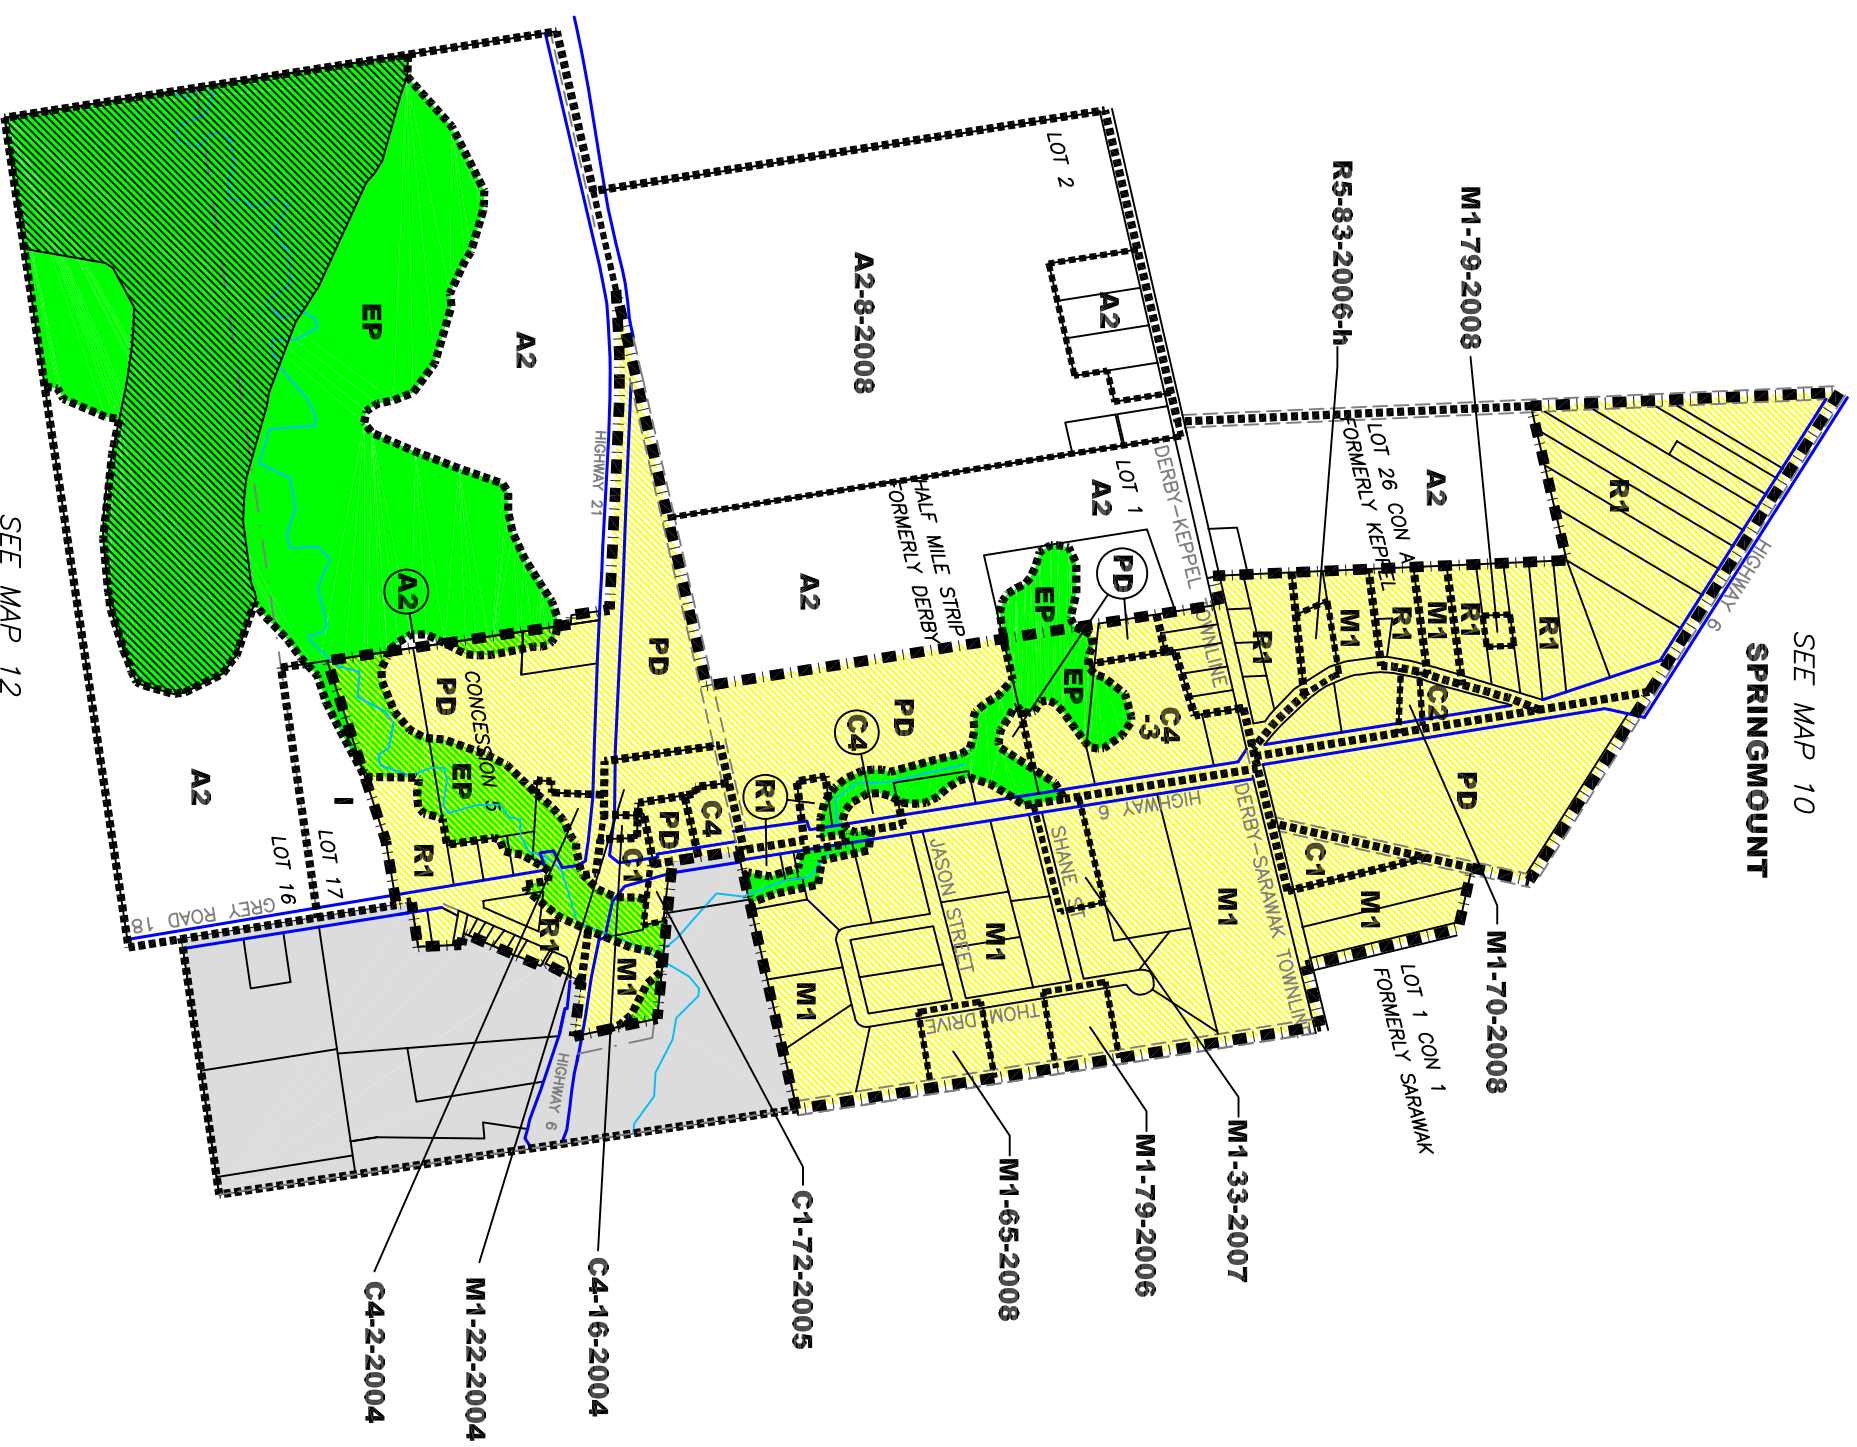 SEE MAP 10
SPRINGMOUNT
HIGHWAY 6
R1
M1-79-2008
R5-83-2006-h
A2
LOT 26 CON A
FORMERLY KEPPEL
R1
R1
M1
R1
M1
R1
C2
PD
C1
M1
M1-70-2008
LOT 1 CON 1
FORMERLY SARAWAK
DERBY-KEPPEL TOWNLINE
DERBY-SARAWAK TOWNLINE
LOT 2
A2
A2-8-2008
LOT 1
A2
A2
HALF MILE STRIP
FORMERLY DERBY
PD
EP
EP
C4
-3
PD
C4
R1
HIGHWAY 6
SHANE ST
JASON STREET
THOM DRIVE
M1
M1
M1
M1-33-2007
M1-79-2006
M1-65-2008
C1-72-2005
C4-16-2004
M1-22-2004
C4-2-2004
HIGHWAY 21
A2
EP
A2
PD
PD
CONCESSION 5
EP
C4
PD
C1
M1
R1
R1
I
LOT 17
LOT 16
A2
GREY ROAD 18
HIGHWAY 6
SEE MAP 12